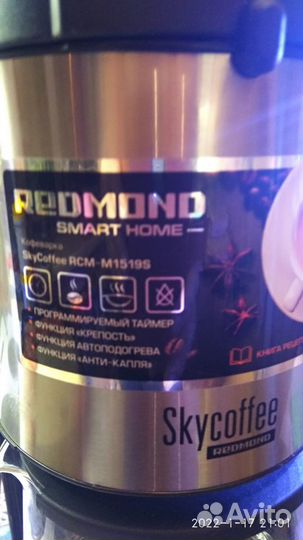 REDMOND
SMART HOME
Кофеварка
SkyCoffee RCM-M1519S
• ПРОГРАММИРУЕМЫЙ ТАЙМЕР
• ФУНКЦИЯ «КРЕПОСТЬ»
• ФУНКЦИЯ АВТОПОДОГРЕВА
• ФУНКЦИЯ «АНТИ-КАПЛЯ»
КНИГА
Skycoffee
REDMOND
2022-1-17 21:01
Avito